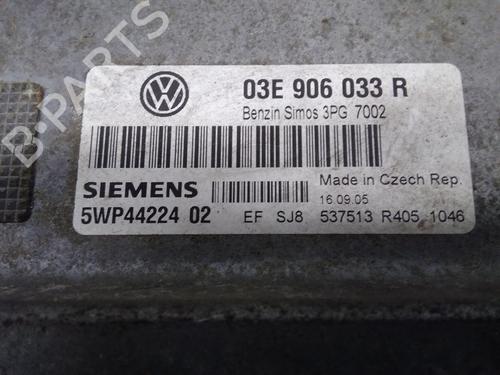 B-PARTS
VW
03E 906 033 R
Benzin Simos 3PG 7002
SIEMENS
Made in Czech Rep.
16.09.05
5WP44224 02 EF SJ8 537513 R405 1046